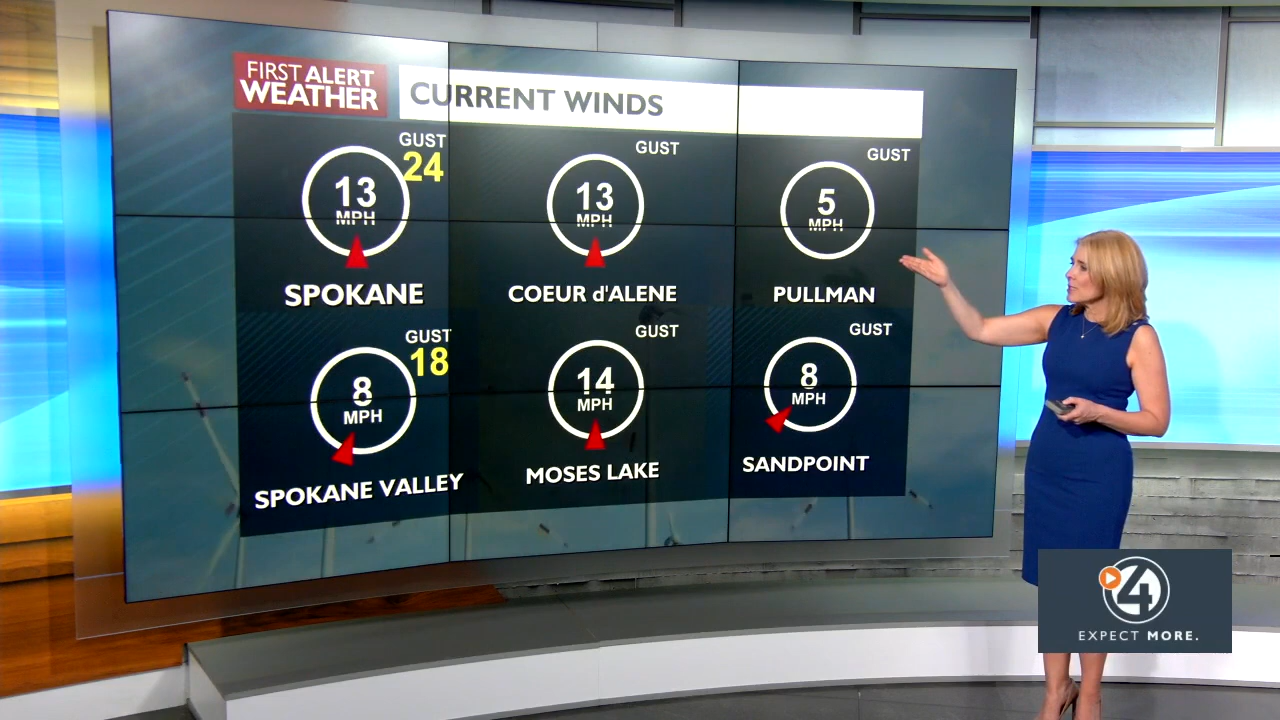 FIRST ALERT
WEATHER
CURRENT WINDS
GUST
24
13
MPH
SPOKANE
GUST
13
MPH
COEUR d'ALENE
GUST
5
MPH
PULLMAN
GUST
18
8
MPH
SPOKANE VALLEY
GUST
14
MPH
MOSES LAKE
GUST
8
MPH
SANDPOINT
4
EXPECT MORE.